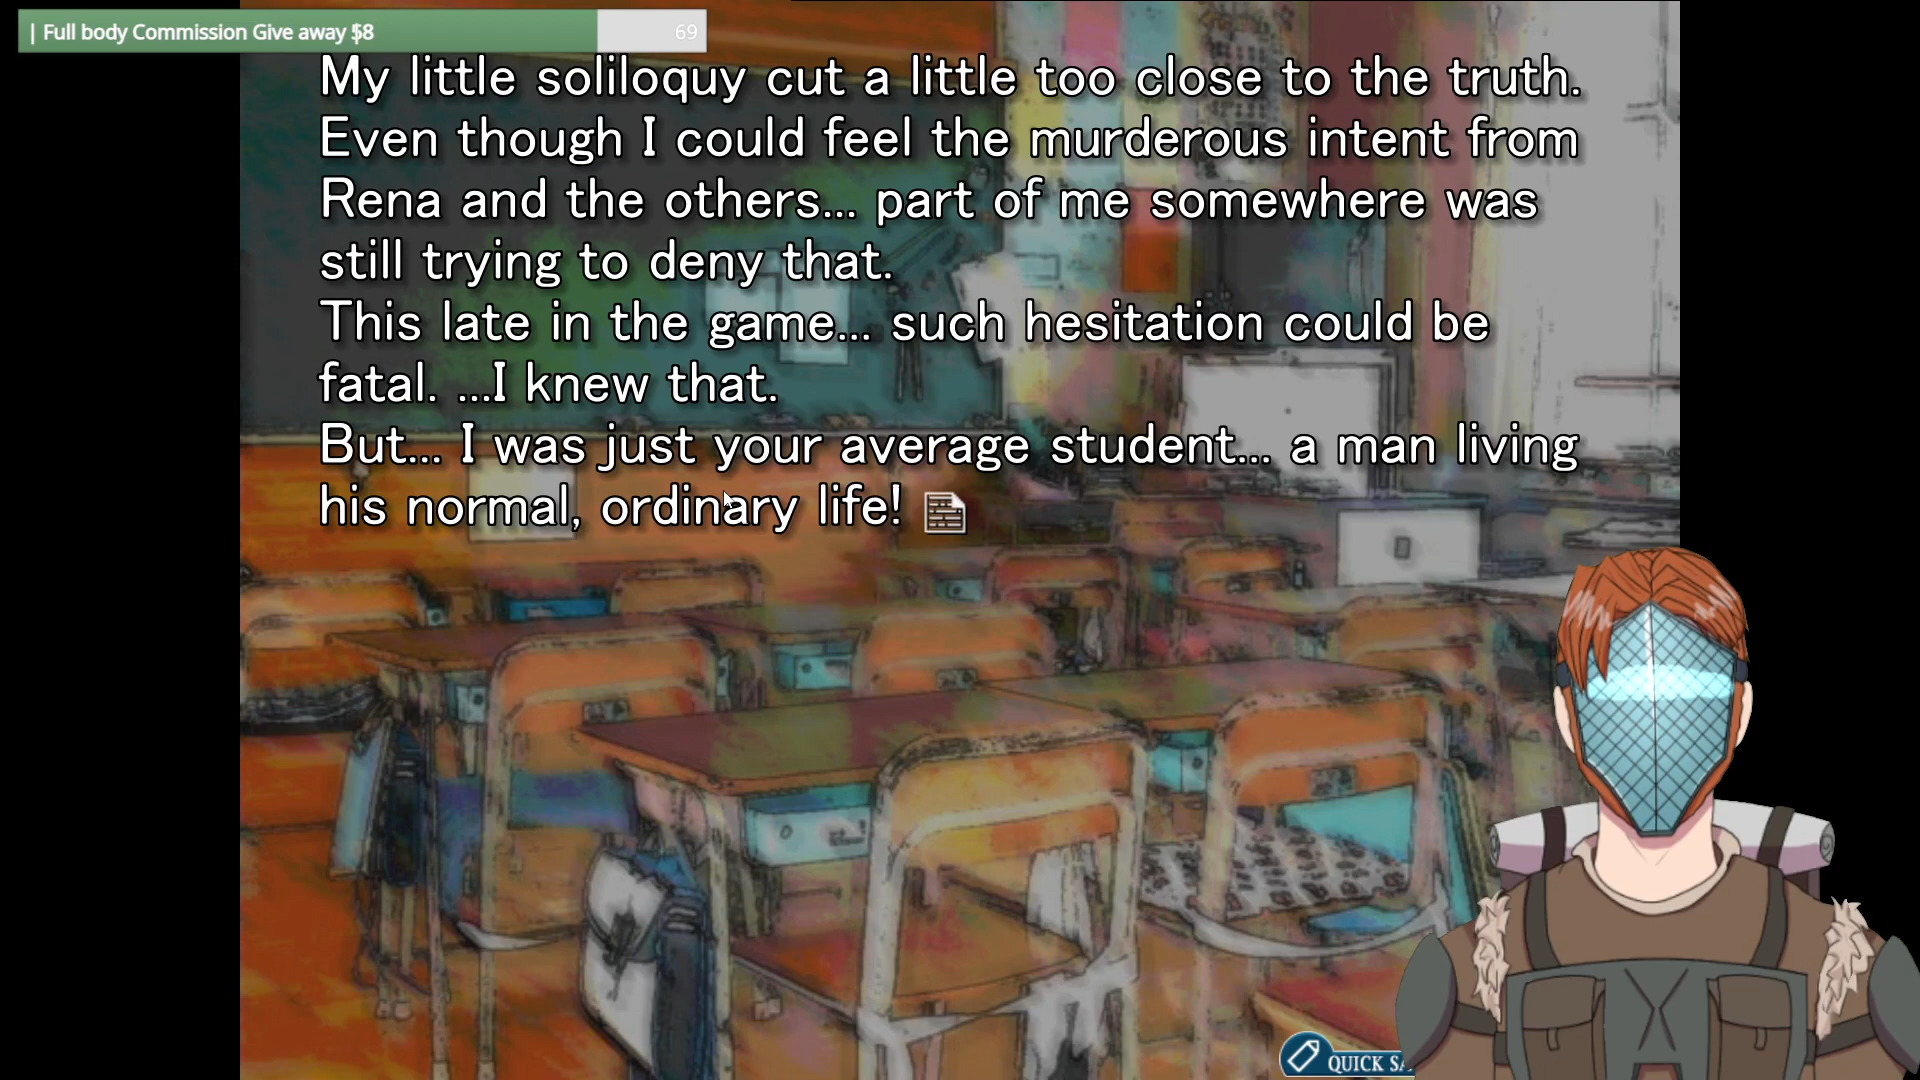 | Full body Commission Give away $8
69
My little soliloquy cut a little too close to the truth.
Even though I could feel the murderous intent from
Rena and the others... part of me somewhere was
still trying to deny that.
This late in the game... such hesitation could be
fatal. ...I knew that.
But... I was just your average student... a man living
his normal, ordinary life!
QUICK